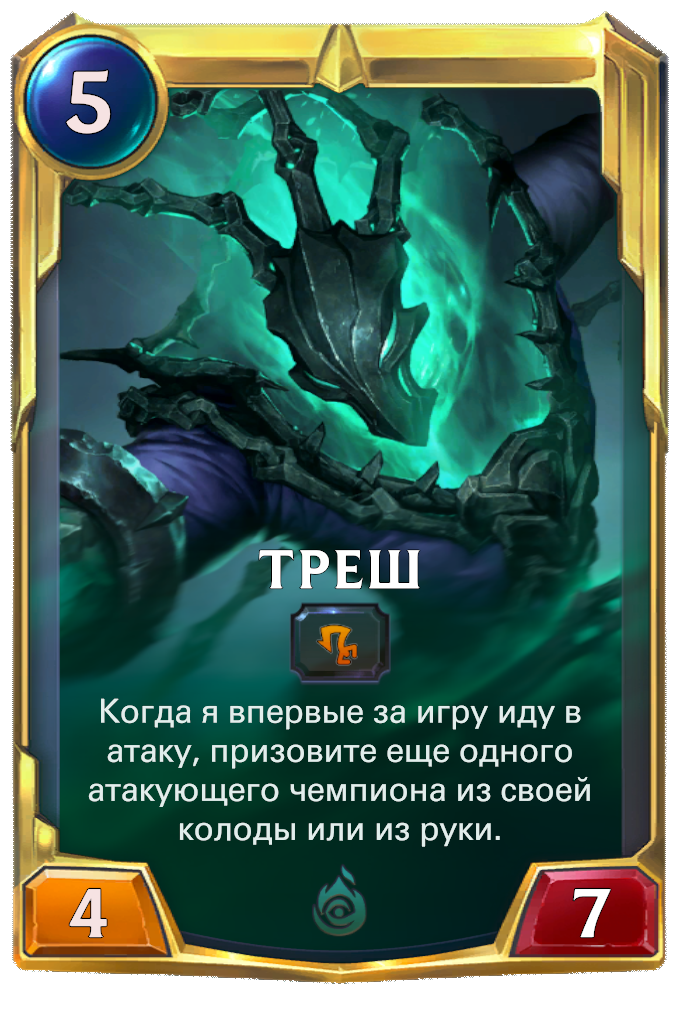 5
ТРЕШ
Когда я впервые за игру иду в
атаку, призовите еще одного
атакующего чемпиона из своей
колоды или из руки.
4
7